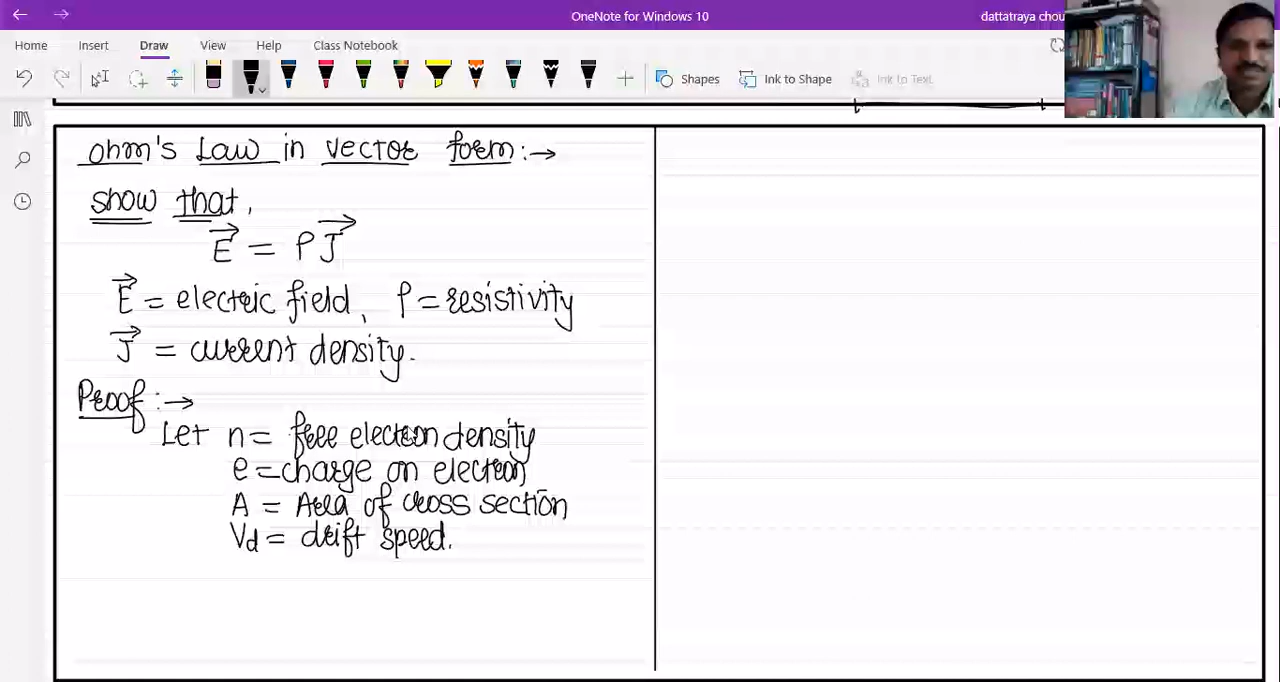 OneNote for Windows 10
dattatraya chou
Home Insert Draw View Help Class Notebook
Shapes Ink to Shape Ink to Text
ohm's Law in vector form:→
show that,
E⃗ = ρJ⃗
E⃗ = electric field, ρ = resistivity
J⃗ = current density.
Proof:→
Let n = free electron density
e = charge on electron
A = Area of cross section
Vd = drift speed.